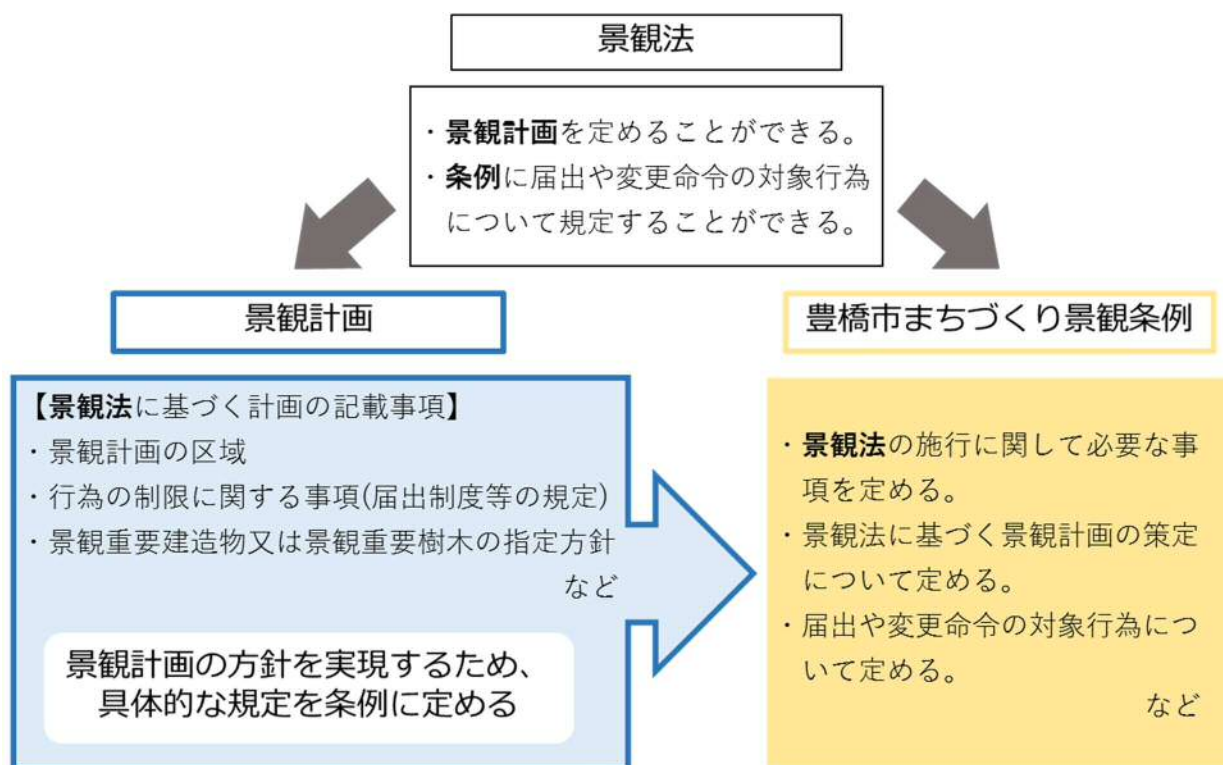 景観法
・景観計画を定めることができる。
・条例に届出や変更命令の対象行為
について規定することができる。
景観計画
豊橋市まちづくり景観条例
【景観法に基づく計画の記載事項】
・景観計画の区域
・行為の制限に関する事項(届出制度等の規定)
・景観重要建造物又は景観重要樹木の指定方針
など
景観計画の方針を実現するため、
具体的な規定を条例に定める
・景観法の施行に関して必要な事
項を定める。
・景観法に基づく景観計画の策定
について定める。
・届出や変更命令の対象行為につ
いて定める。
など